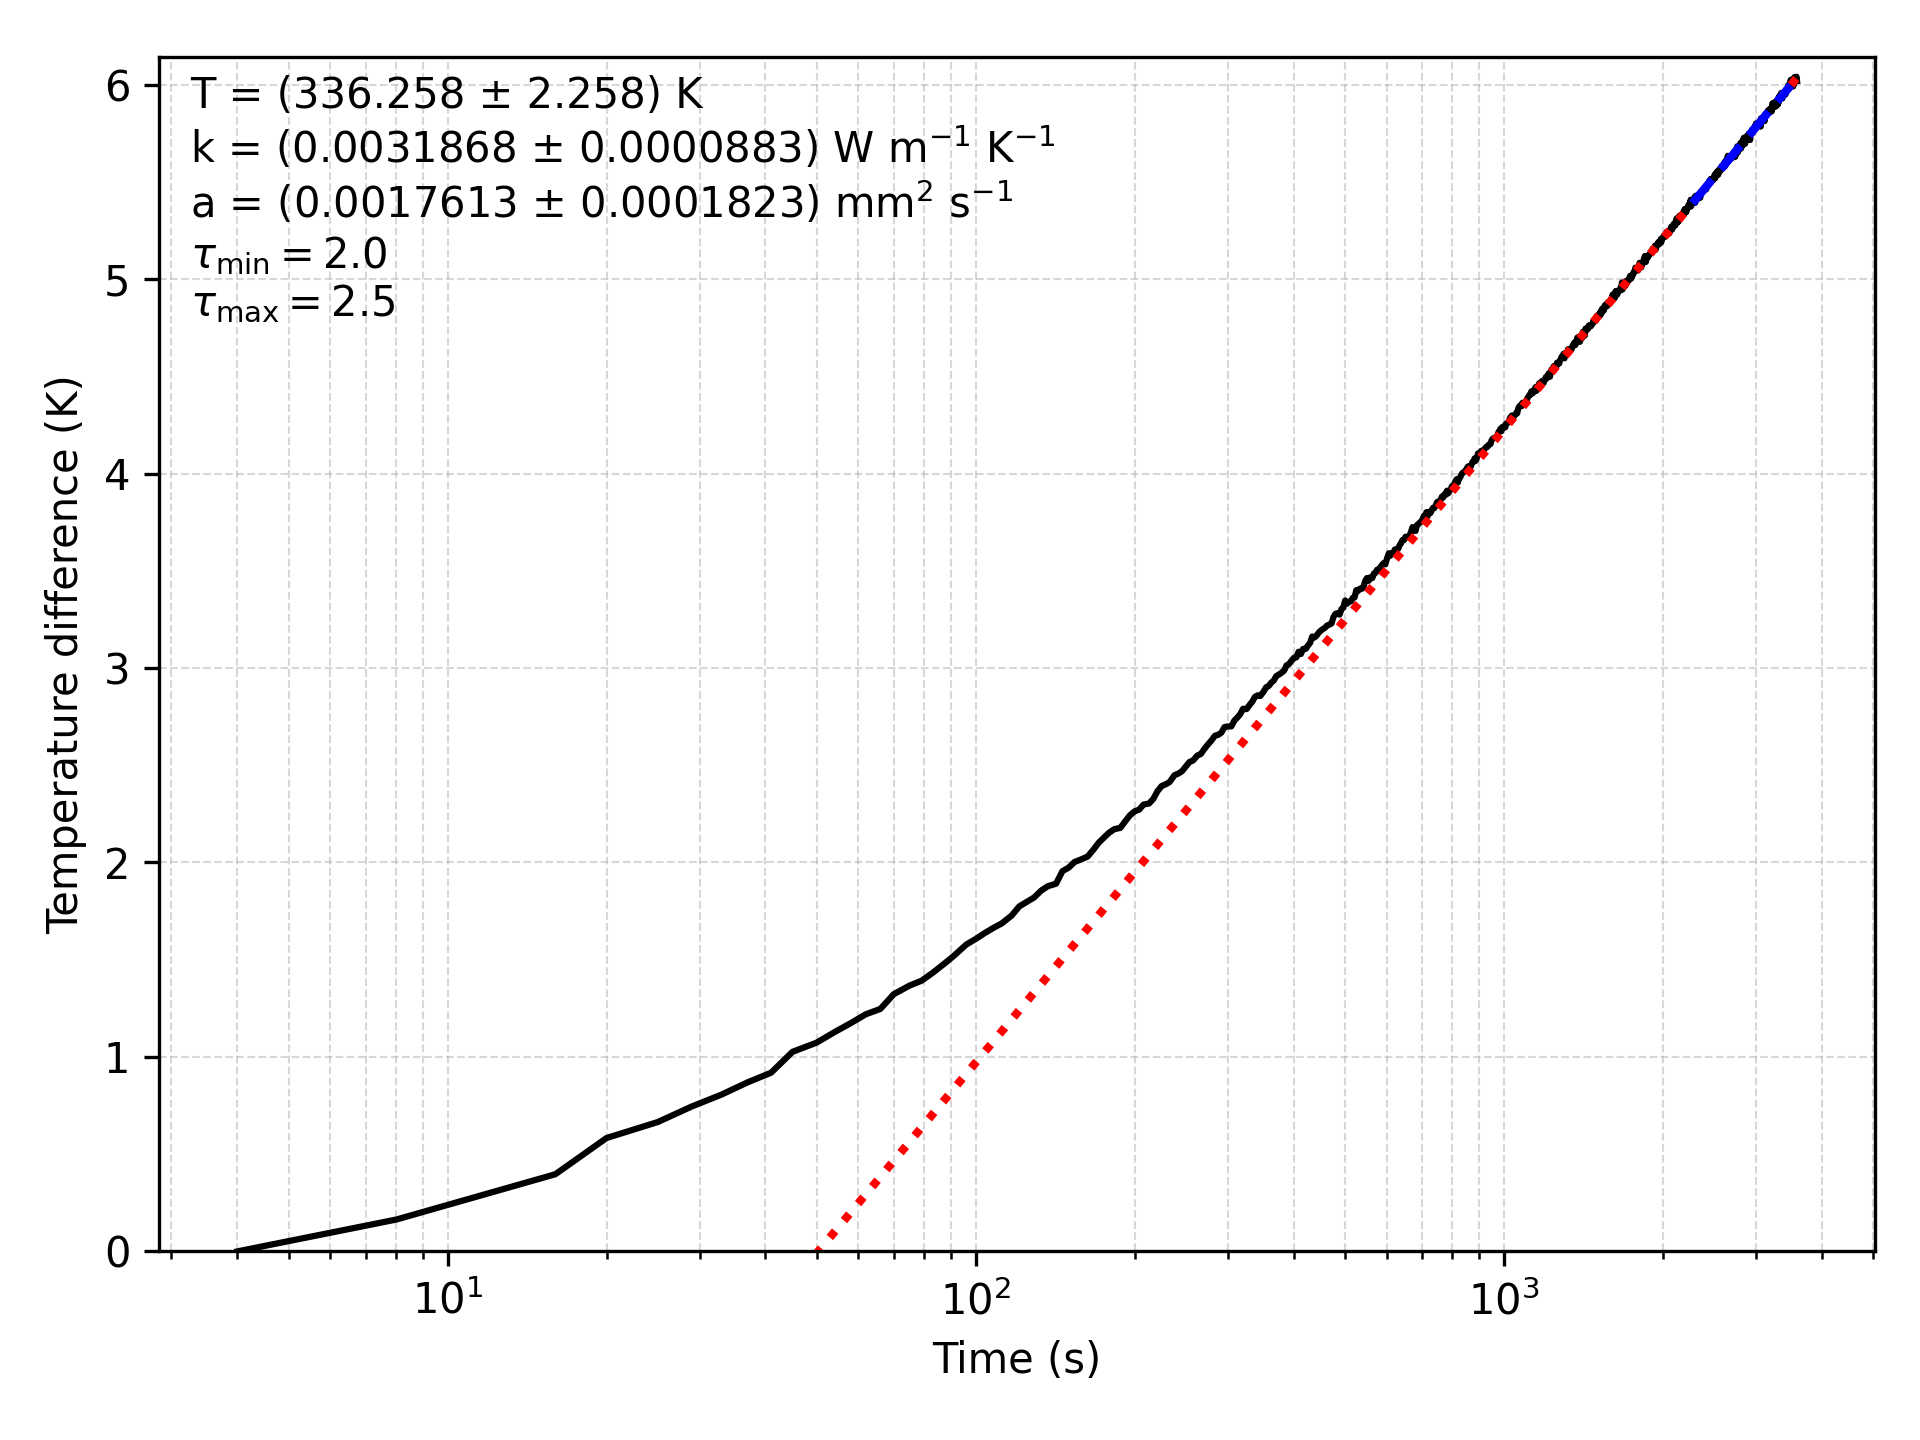 T = (336.258 ± 2.258) K
k = (0.0031868 ± 0.0000883) W m⁻¹ K⁻¹
a = (0.0017613 ± 0.0001823) mm² s⁻¹
τmin = 2.0
τmax = 2.5
6
5
4
3
2
1
0
Temperature difference (K)
10¹ 10² 10³
Time (s)